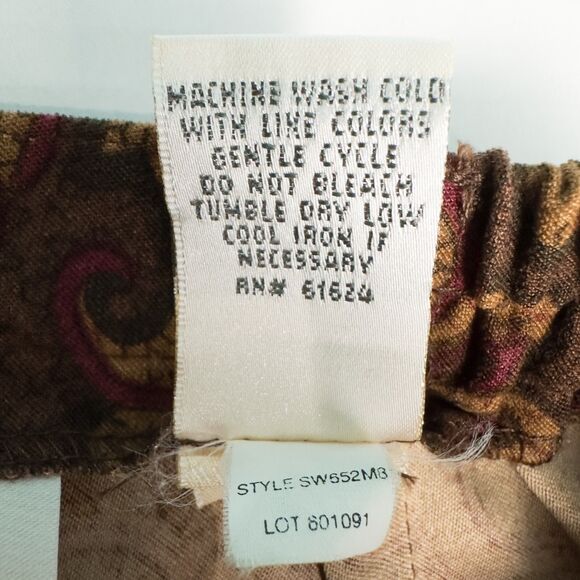 MACHINE WASH COLD
WITH LIKE COLORS
GENTLE CYCLE
DO NOT BLEACH
TUMBLE DRY LOW
COOL IRON IF
NECESSARY
RN# 61624
STYLE SW652MB
LOT 601091